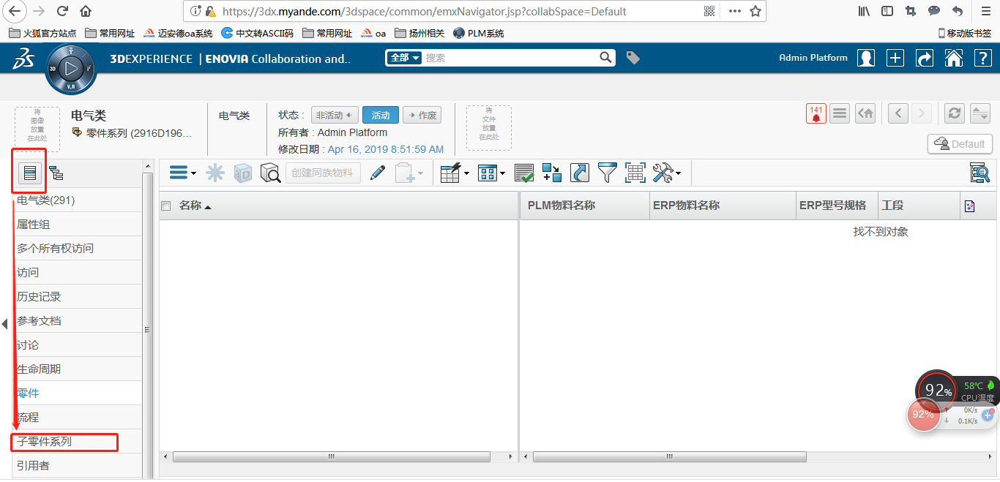 https://3dx.myande.com/3dspace/common/emxNavigator.jsp?collabSpace=Default
火狐官方站点 常用网址 迈安德oa系统 中文转ASCII码 常用网址 oa 扬州相关 PLM系统 移动版书签
3DEXPERIENCE | ENOVIA Collaboration and.. 全部 搜索 Admin Platform
3D V.R
将
图像
放置
在此处
电气类
零件系列 (2916D196...
电气类
状态 : 非活动 活动 作废
所有者 : Admin Platform
修改日期 : Apr 16, 2019 8:51:59 AM
将
文件
放置
在此处
141
Default
创建同族物料
电气类(291)
属性组
多个所有权访问
访问
历史记录
参考文档
讨论
生命周期
零件
流程
子零件系列
引用者
名称 PLM物料名称 ERP物料名称 ERP型号规格 工段
找不到对象
92% 58℃
CPU温度
92% 0K/s
0.1K/s